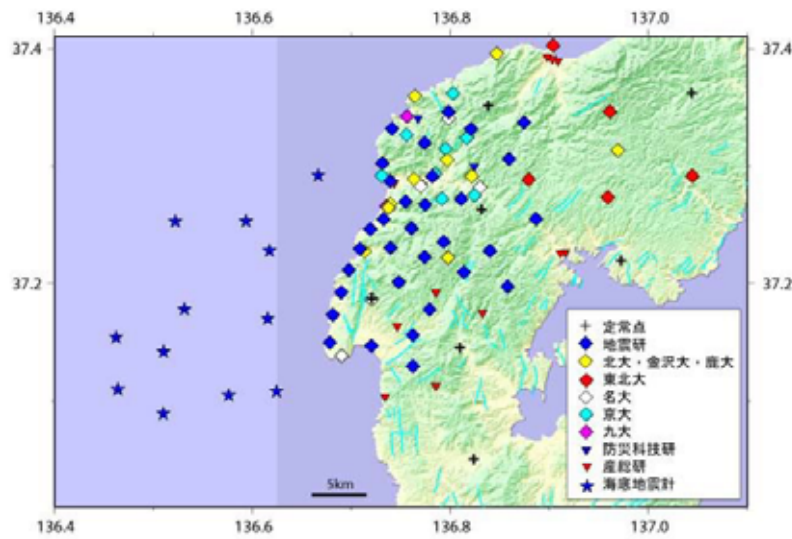 136.4 136.6 136.8 137.0
37.4 37.4
37.2 37.2
定常点
地震研
北大・金沢大・鹿大
東北大
名大
京大
九大
防災科技研
産総研
海底地震計
5km
136.4 136.6 136.8 137.0